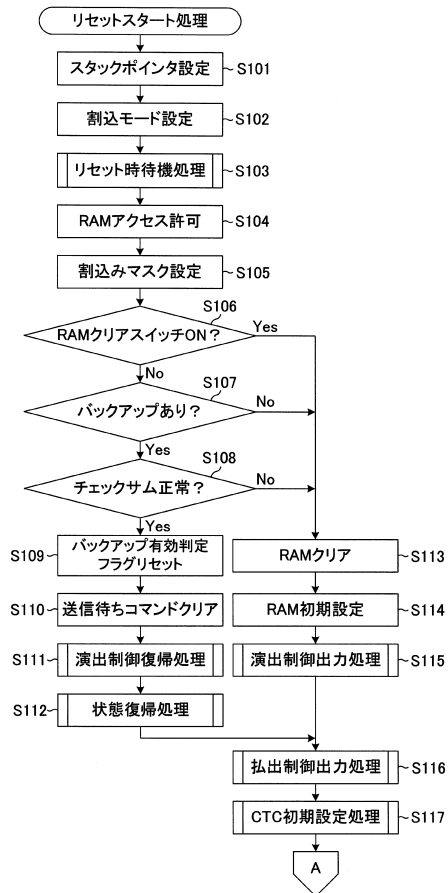 リセットスタート処理
スタックポインタ設定 S101
割込モード設定 S102
リセット時待機処理 S103
RAMアクセス許可 S104
割込みマスク設定 S105
S106
RAMクリアスイッチON? Yes
No
S107
バックアップあり? No
Yes
S108
チェックサム正常? No
Yes
S109 バックアップ有効判定
フラグリセット
RAMクリア S113
S110 送信待ちコマンドクリア
RAM初期設定 S114
S111 演出制御復帰処理
演出制御出力処理 S115
S112 状態復帰処理
払出制御出力処理 S116
CTC初期設定処理 S117
A